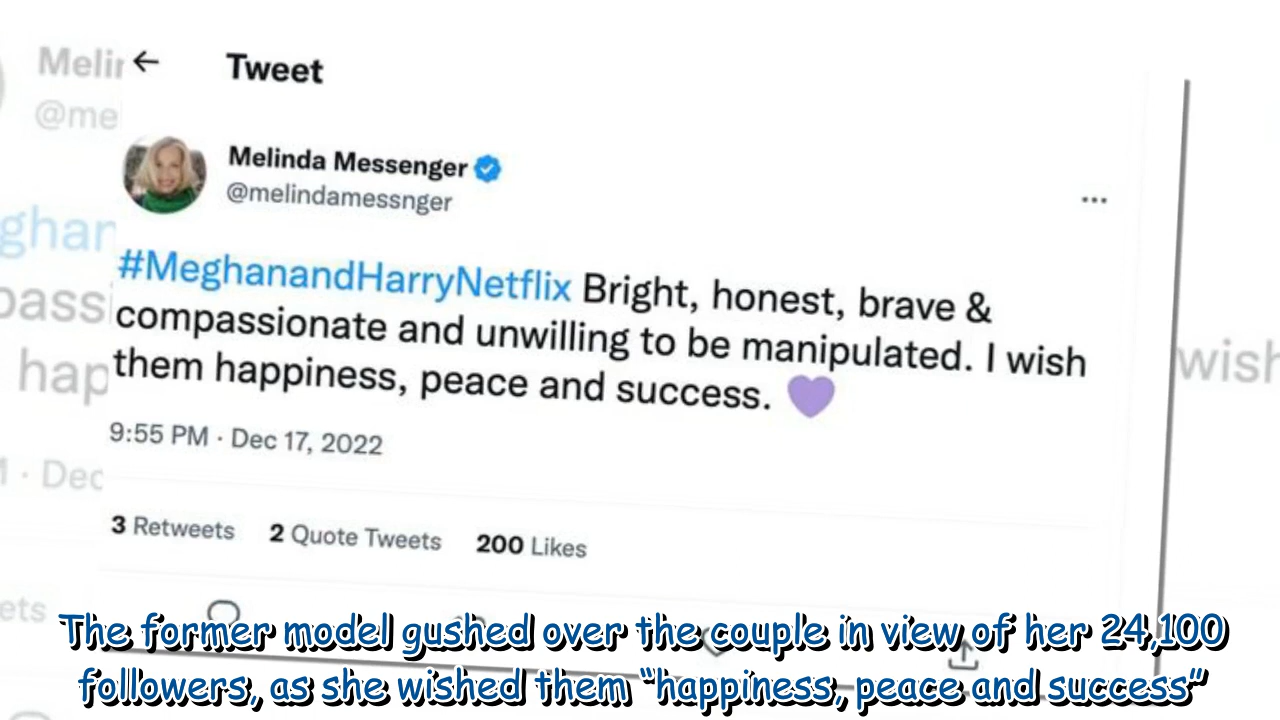 Tweet
Melinda Messenger
@melindamessnger
#MeghanandHarryNetflix Bright, honest, brave &
compassionate and unwilling to be manipulated. I wish
them happiness, peace and success. 💜
9:55 PM · Dec 17, 2022
3 Retweets 2 Quote Tweets 200 Likes
The former model gushed over the couple in view of her 24,100
followers, as she wished them “happiness, peace and success”